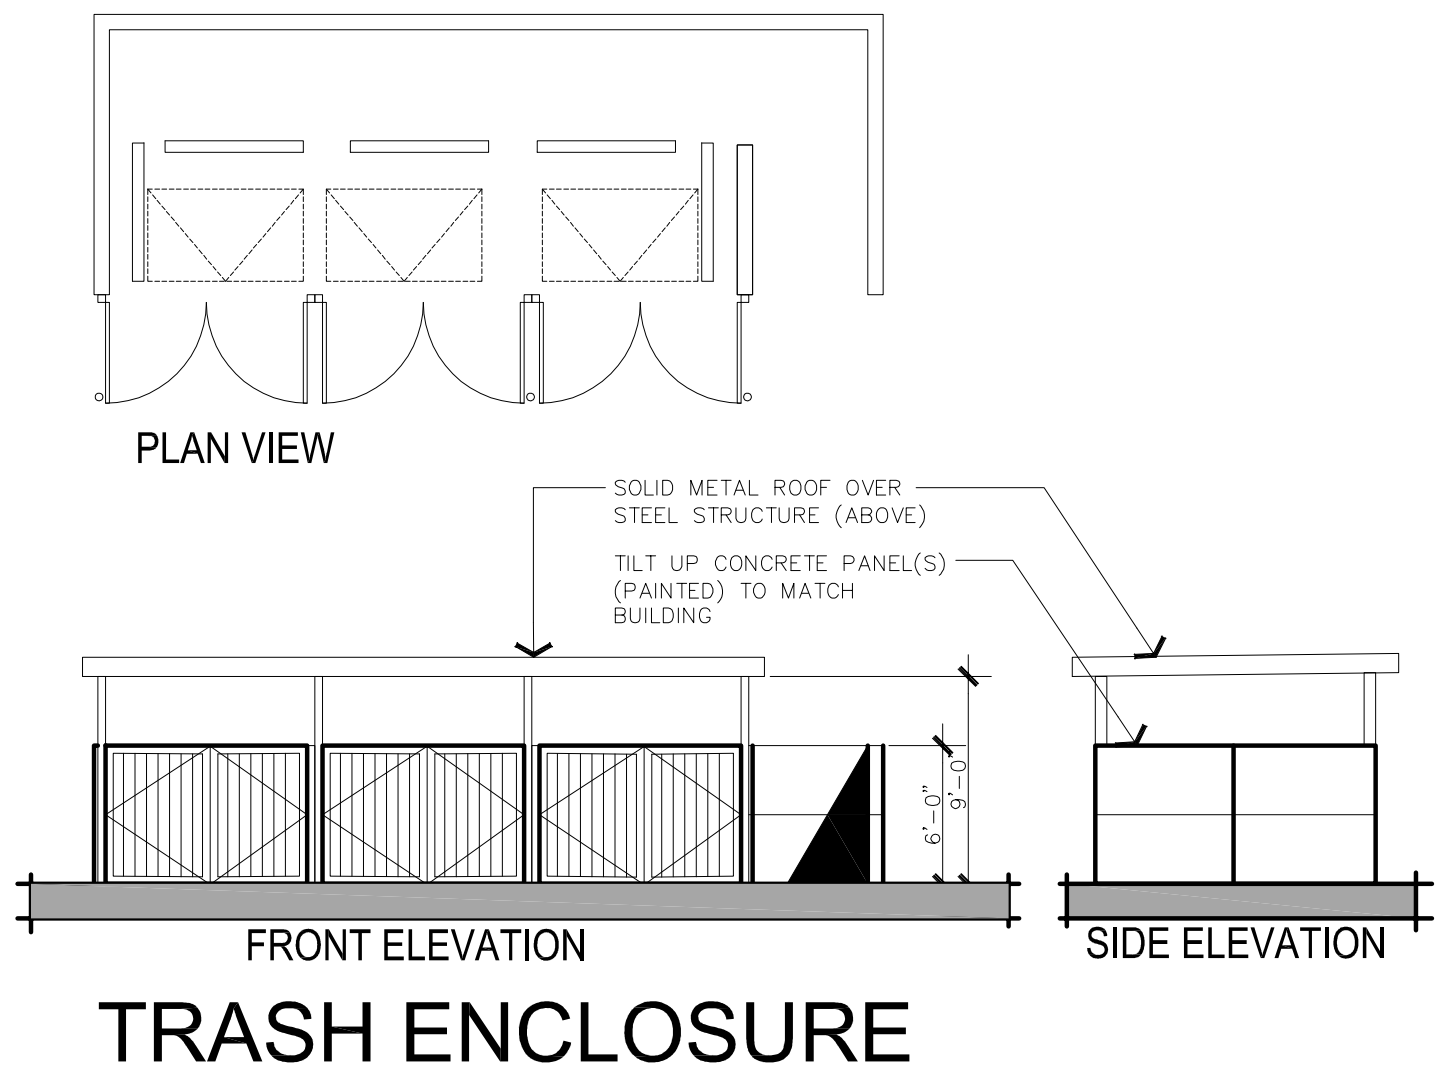 PLAN VIEW
SOLID METAL ROOF OVER
STEEL STRUCTURE (ABOVE)
TILT UP CONCRETE PANEL(S)
(PAINTED) TO MATCH
BUILDING
6'-0"
9'-0"
FRONT ELEVATION
SIDE ELEVATION
TRASH ENCLOSURE